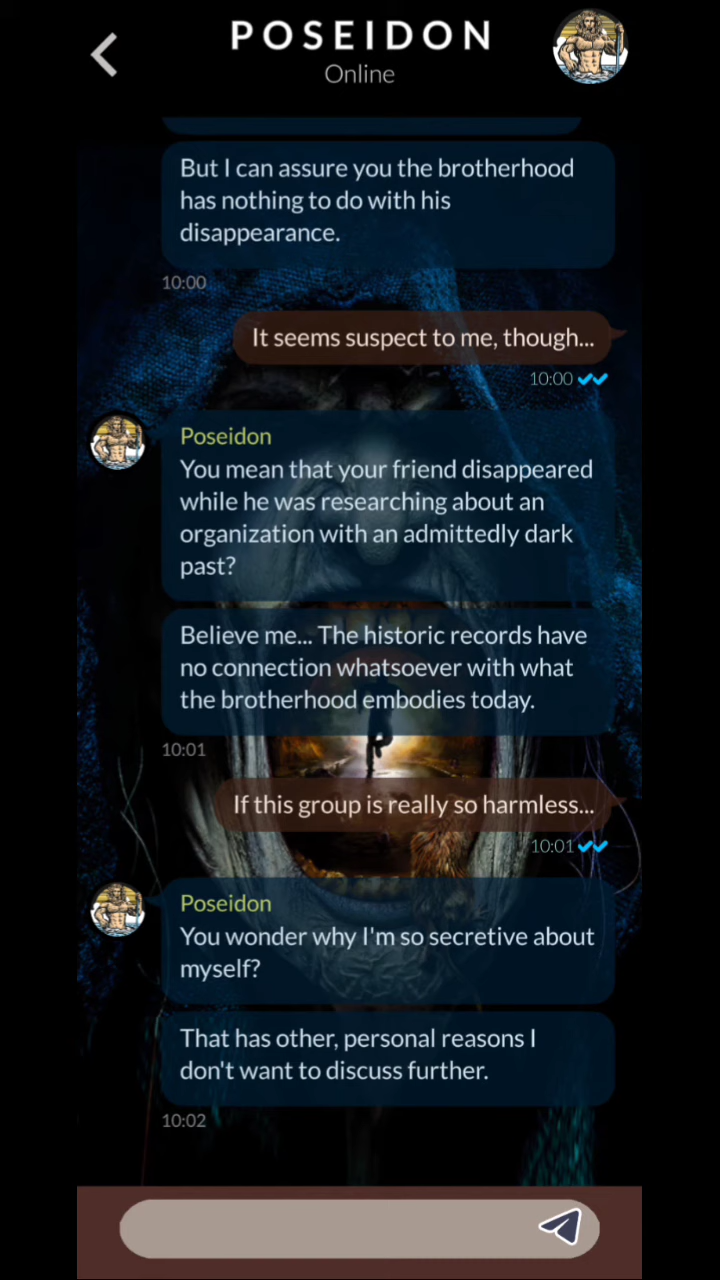 POSEIDON
Online
But I can assure you the brotherhood
has nothing to do with his
disappearance.
10:00
It seems suspect to me, though...
10:00
Poseidon
You mean that your friend disappeared
while he was researching about an
organization with an admittedly dark
past?
Believe me... The historic records have
no connection whatsoever with what
the brotherhood embodies today.
10:01
If this group is really so harmless...
10:01
Poseidon
You wonder why I'm so secretive about
myself?
That has other, personal reasons I
don't want to discuss further.
10:02